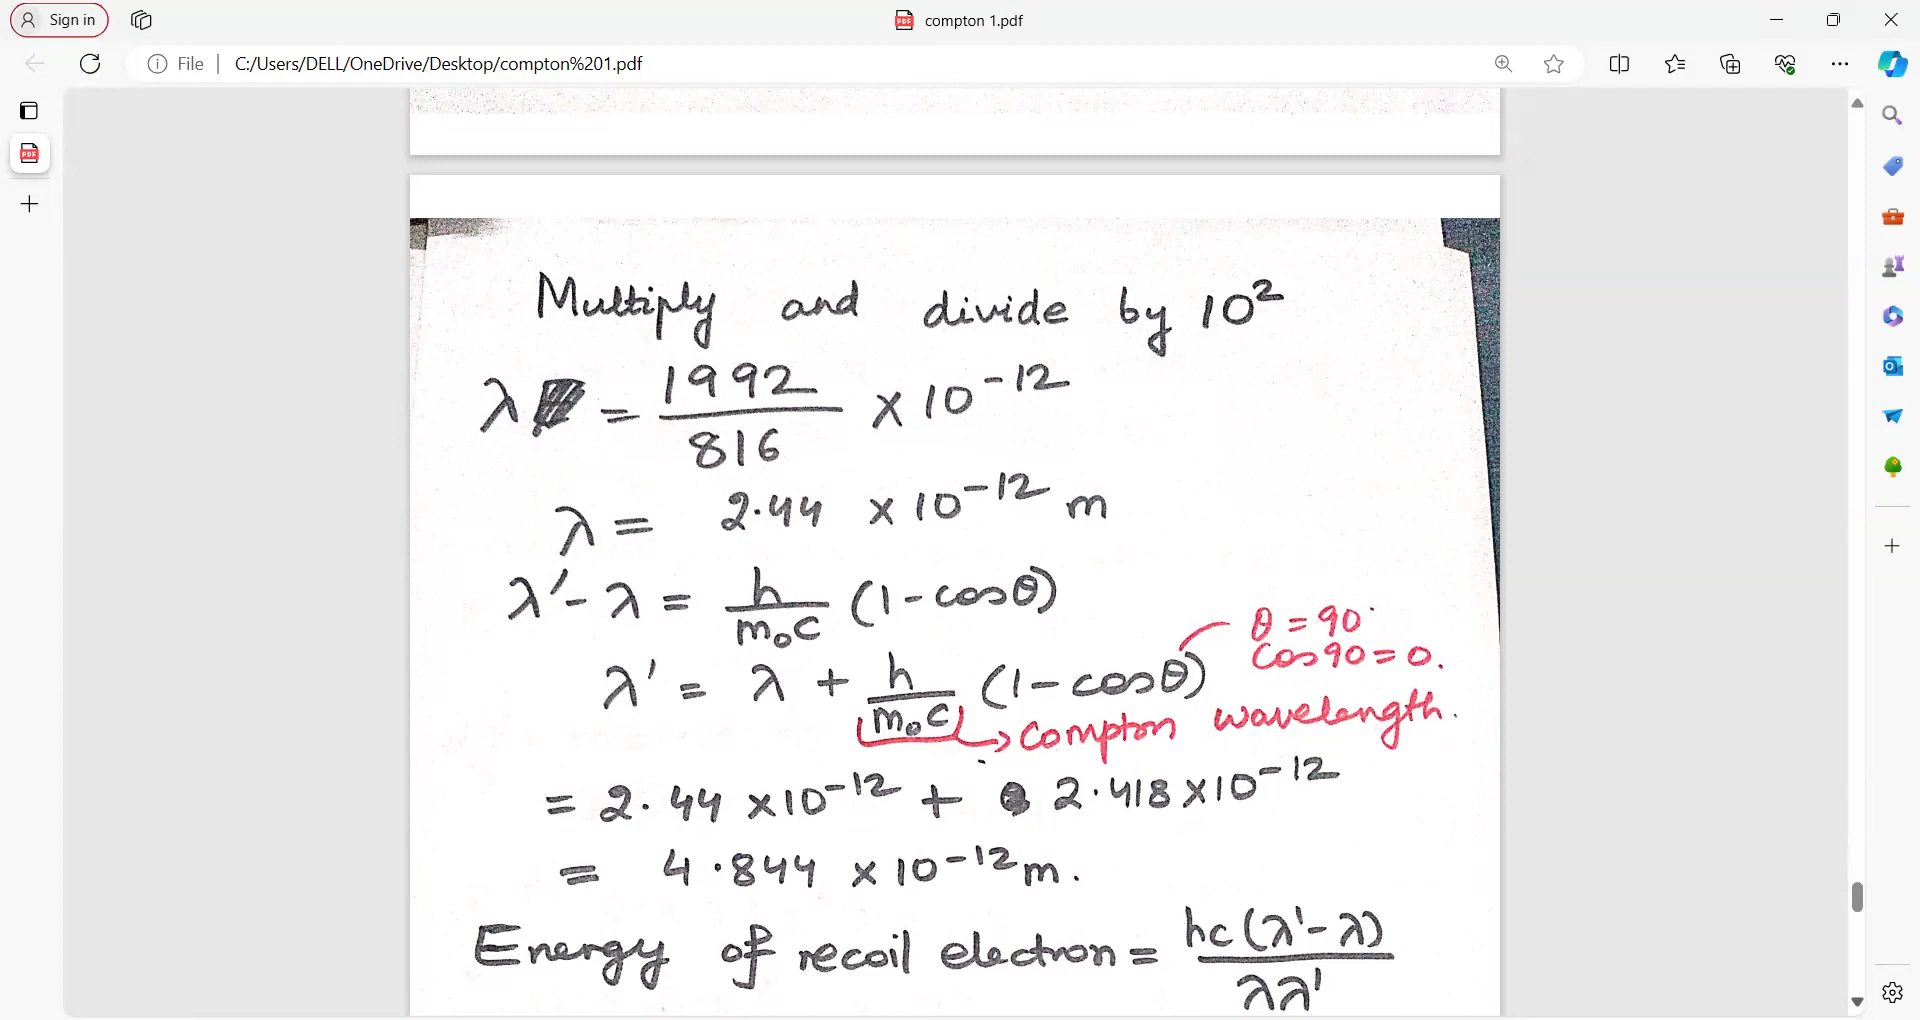 Sign in
compton 1.pdf
File | C:/Users/DELL/OneDrive/Desktop/compton%201.pdf
Multiply and divide by 10²
λ = 1992/816 × 10⁻¹²
λ = 2.44 × 10⁻¹² m
λ' - λ = h/m₀c (1 - cosθ)
θ = 90°
cos 90 = 0.
λ' = λ + h/m₀c (1 - cosθ)
→ compton wavelength.
= 2.44 × 10⁻¹² + 2.418 × 10⁻¹²
= 4.844 × 10⁻¹² m.
Energy of recoil electron = hc(λ' - λ)/λλ'